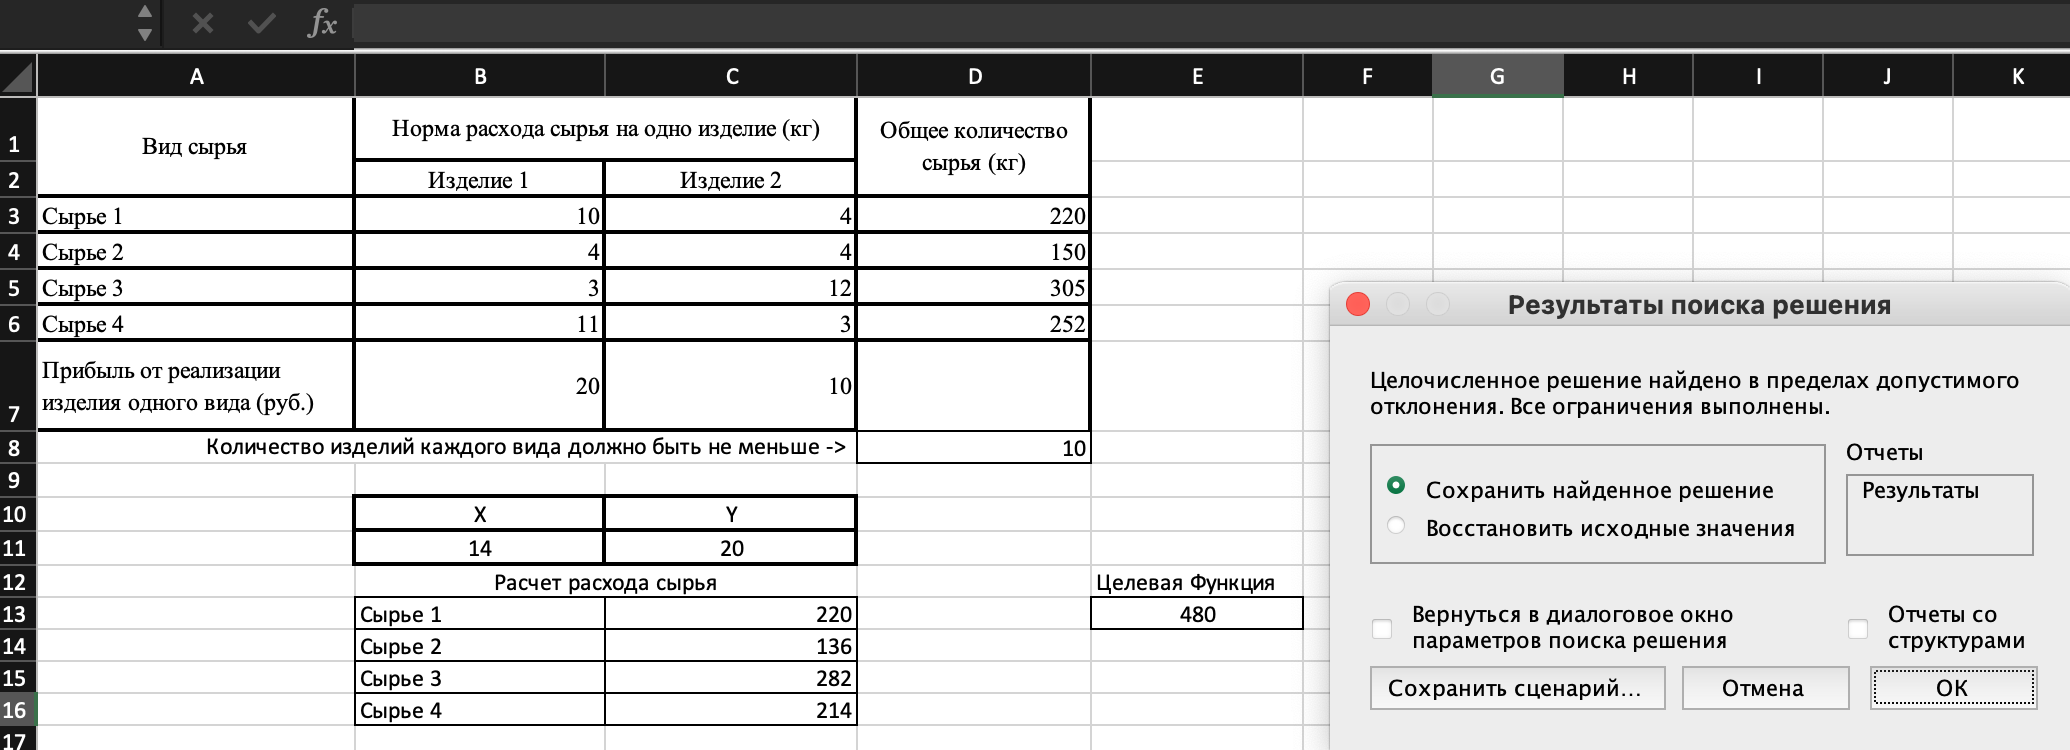 fx
A B C D E F G H I J K
1 Вид сырья Норма расхода сырья на одно изделие (кг) Общее количество
сырья (кг)
2 Изделие 1 Изделие 2
3 Сырье 1 10 4 220
4 Сырье 2 4 4 150
5 Сырье 3 3 12 305
6 Сырье 4 11 3 252
Прибыль от реализации
7 изделия одного вида (руб.) 20 10
8 Количество изделий каждого вида должно быть не меньше -> 10
9
10 X Y
11 14 20
12 Расчет расхода сырья Целевая Функция
13 Сырье 1 220 480
14 Сырье 2 136
15 Сырье 3 282
16 Сырье 4 214
17
Результаты поиска решения
Целочисленное решение найдено в пределах допустимого
отклонения. Все ограничения выполнены.
Сохранить найденное решение
Восстановить исходные значения
Отчеты
Результаты
Вернуться в диалоговое окно
параметров поиска решения
Отчеты со
структурами
Сохранить сценарий... Отмена ОК